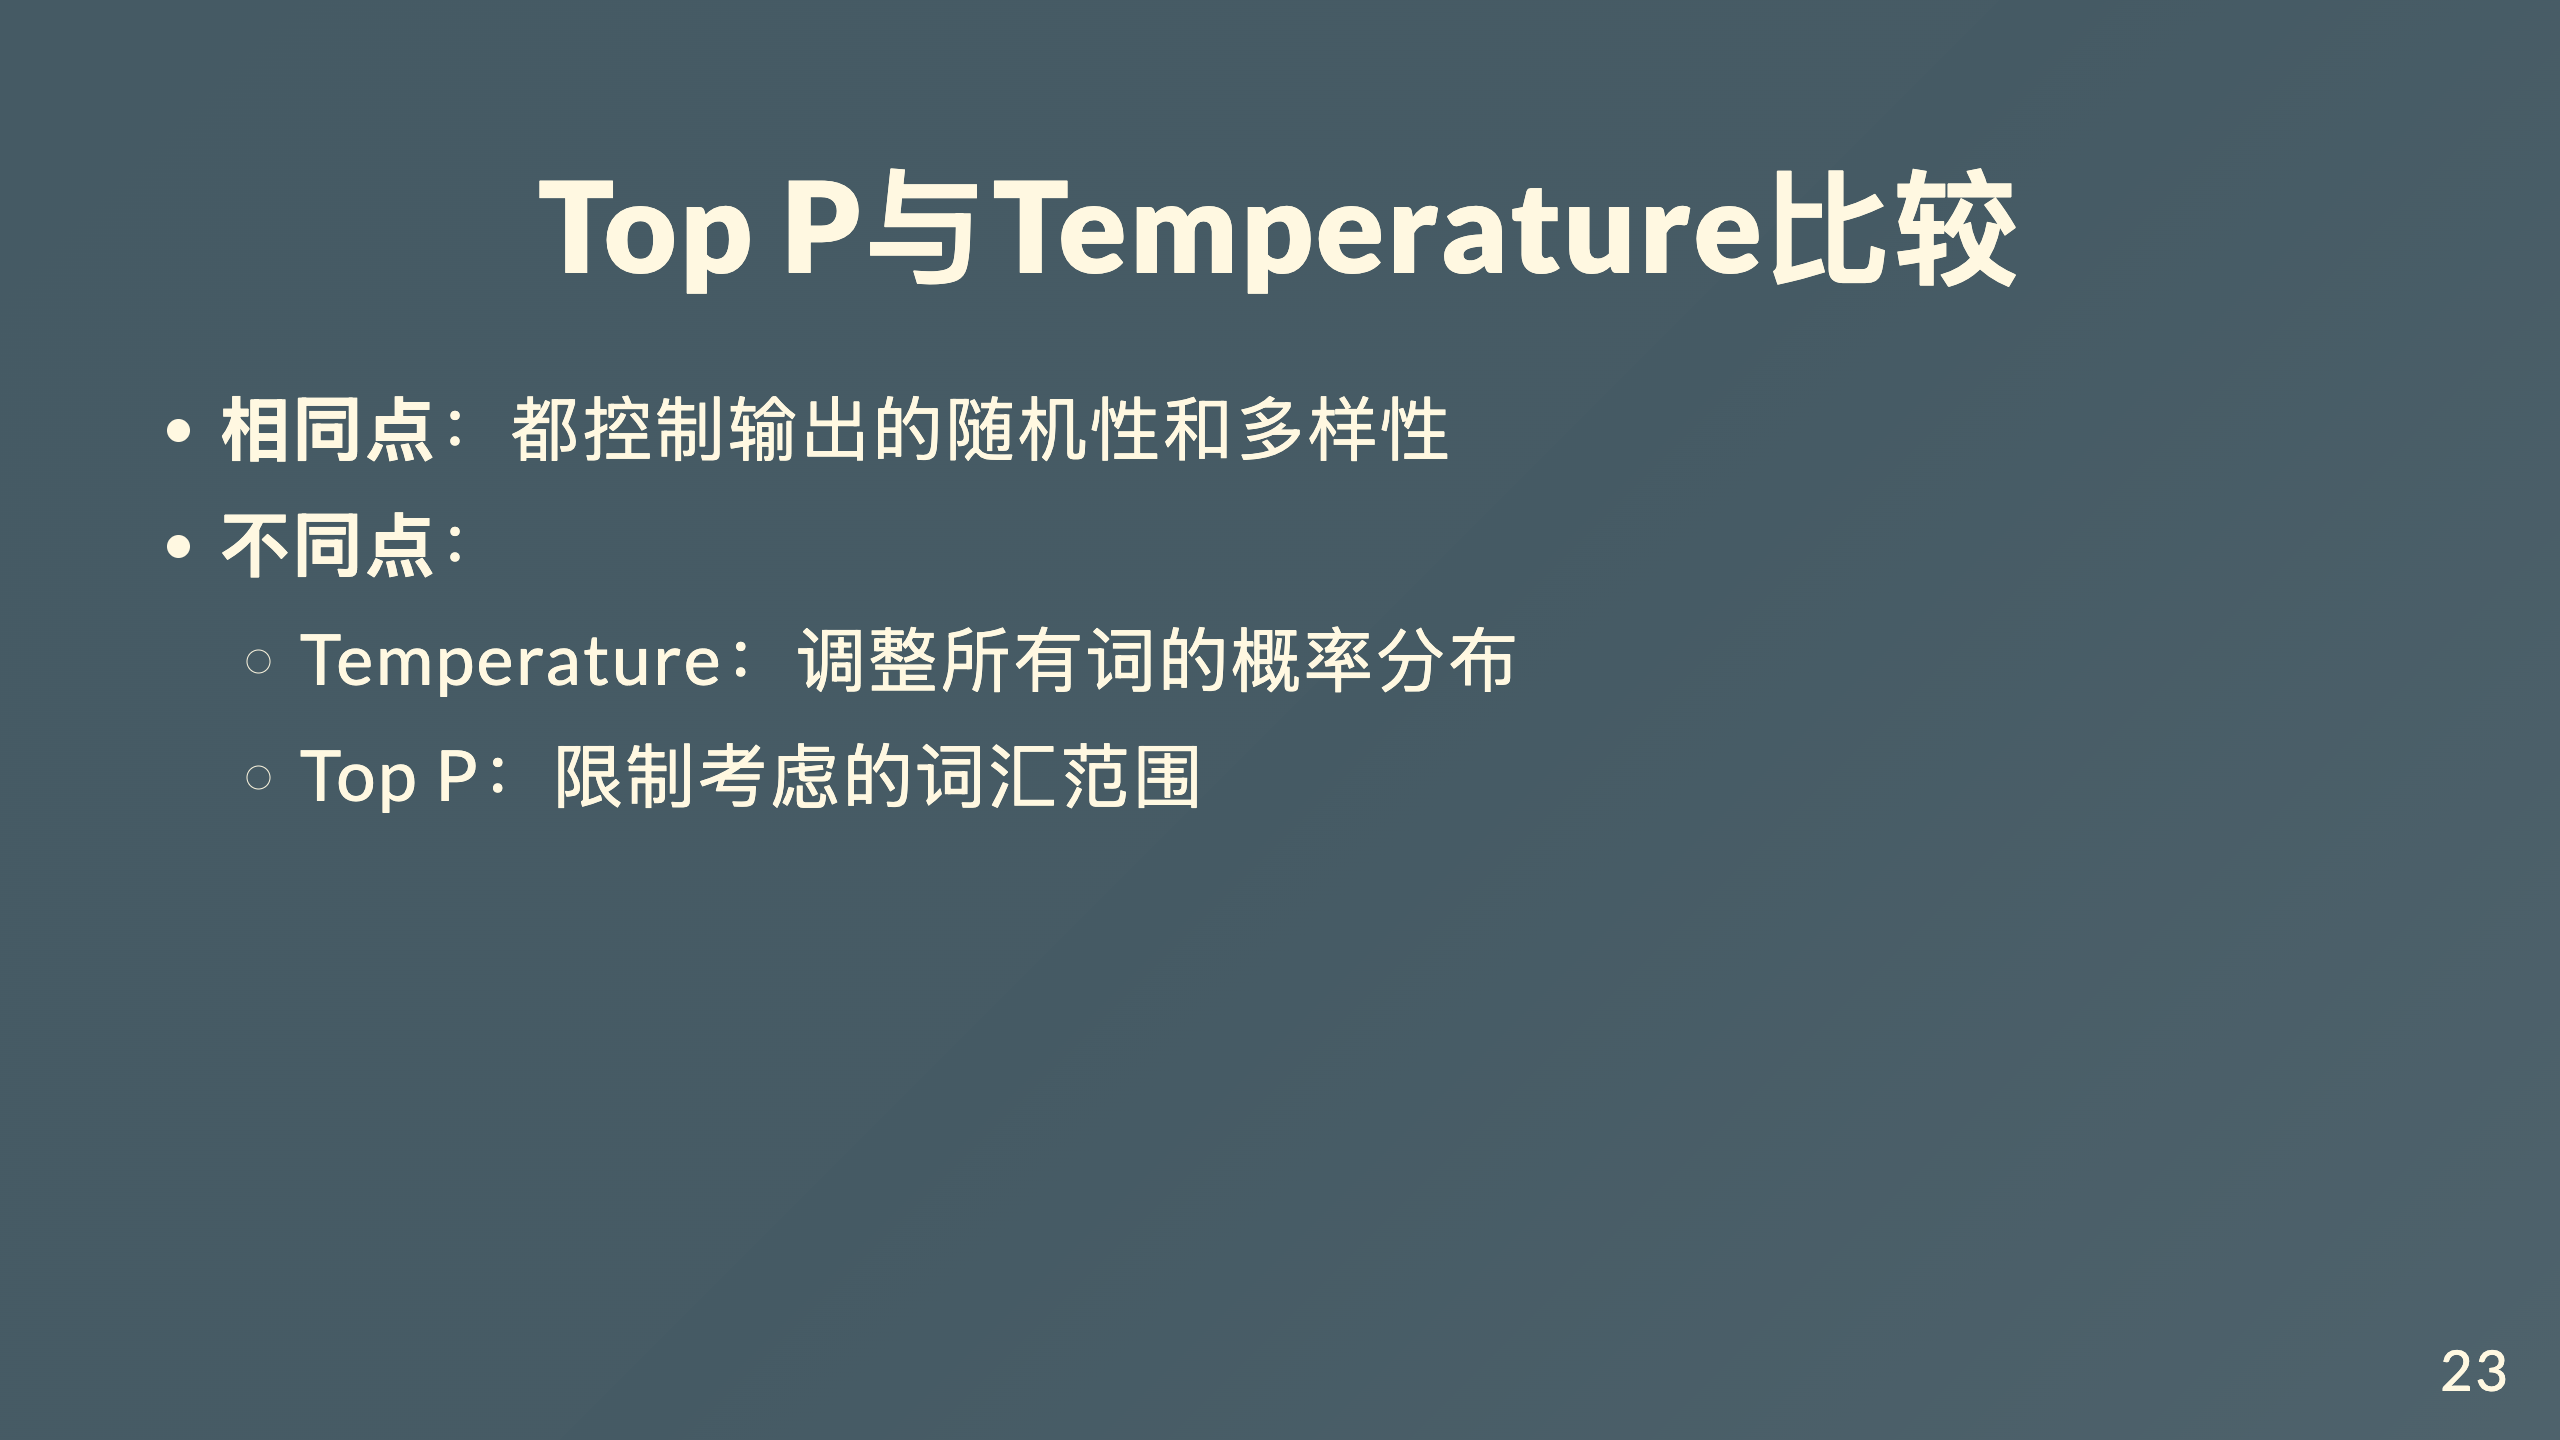 Top P与Temperature比较
相同点：都控制输出的随机性和多样性
不同点：
Temperature：调整所有词的概率分布
Top P：限制考虑的词汇范围
23